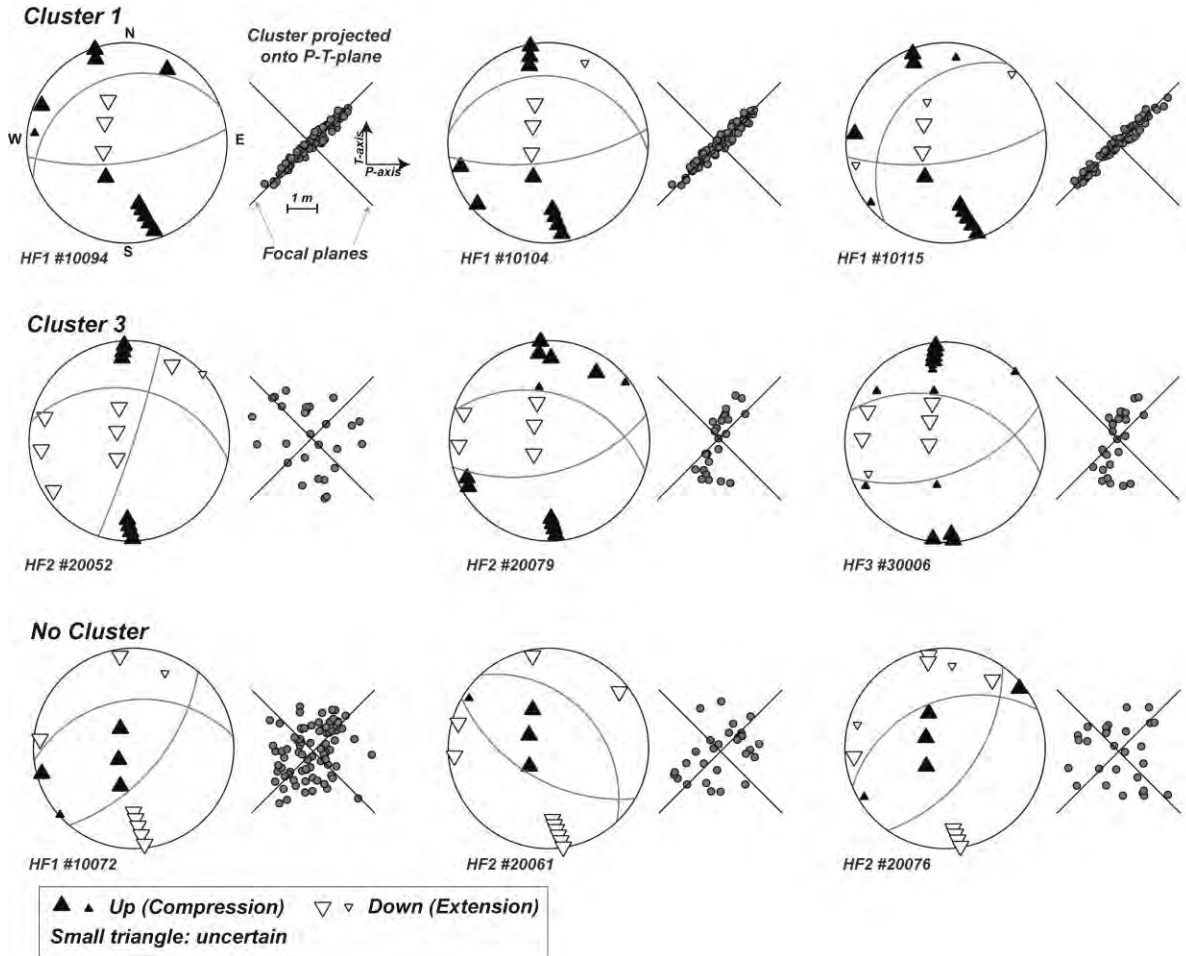 Cluster 1
N
Cluster projected
onto P-T-plane
W
E
T-axis
P-axis
1 m
S
Focal planes
HF1 #10094
HF1 #10104
HF1 #10115
Cluster 3
HF2 #20052
HF2 #20079
HF3 #30006
No Cluster
HF1 #10072
HF2 #20061
HF2 #20076
Up (Compression)
Down (Extension)
Small triangle: uncertain